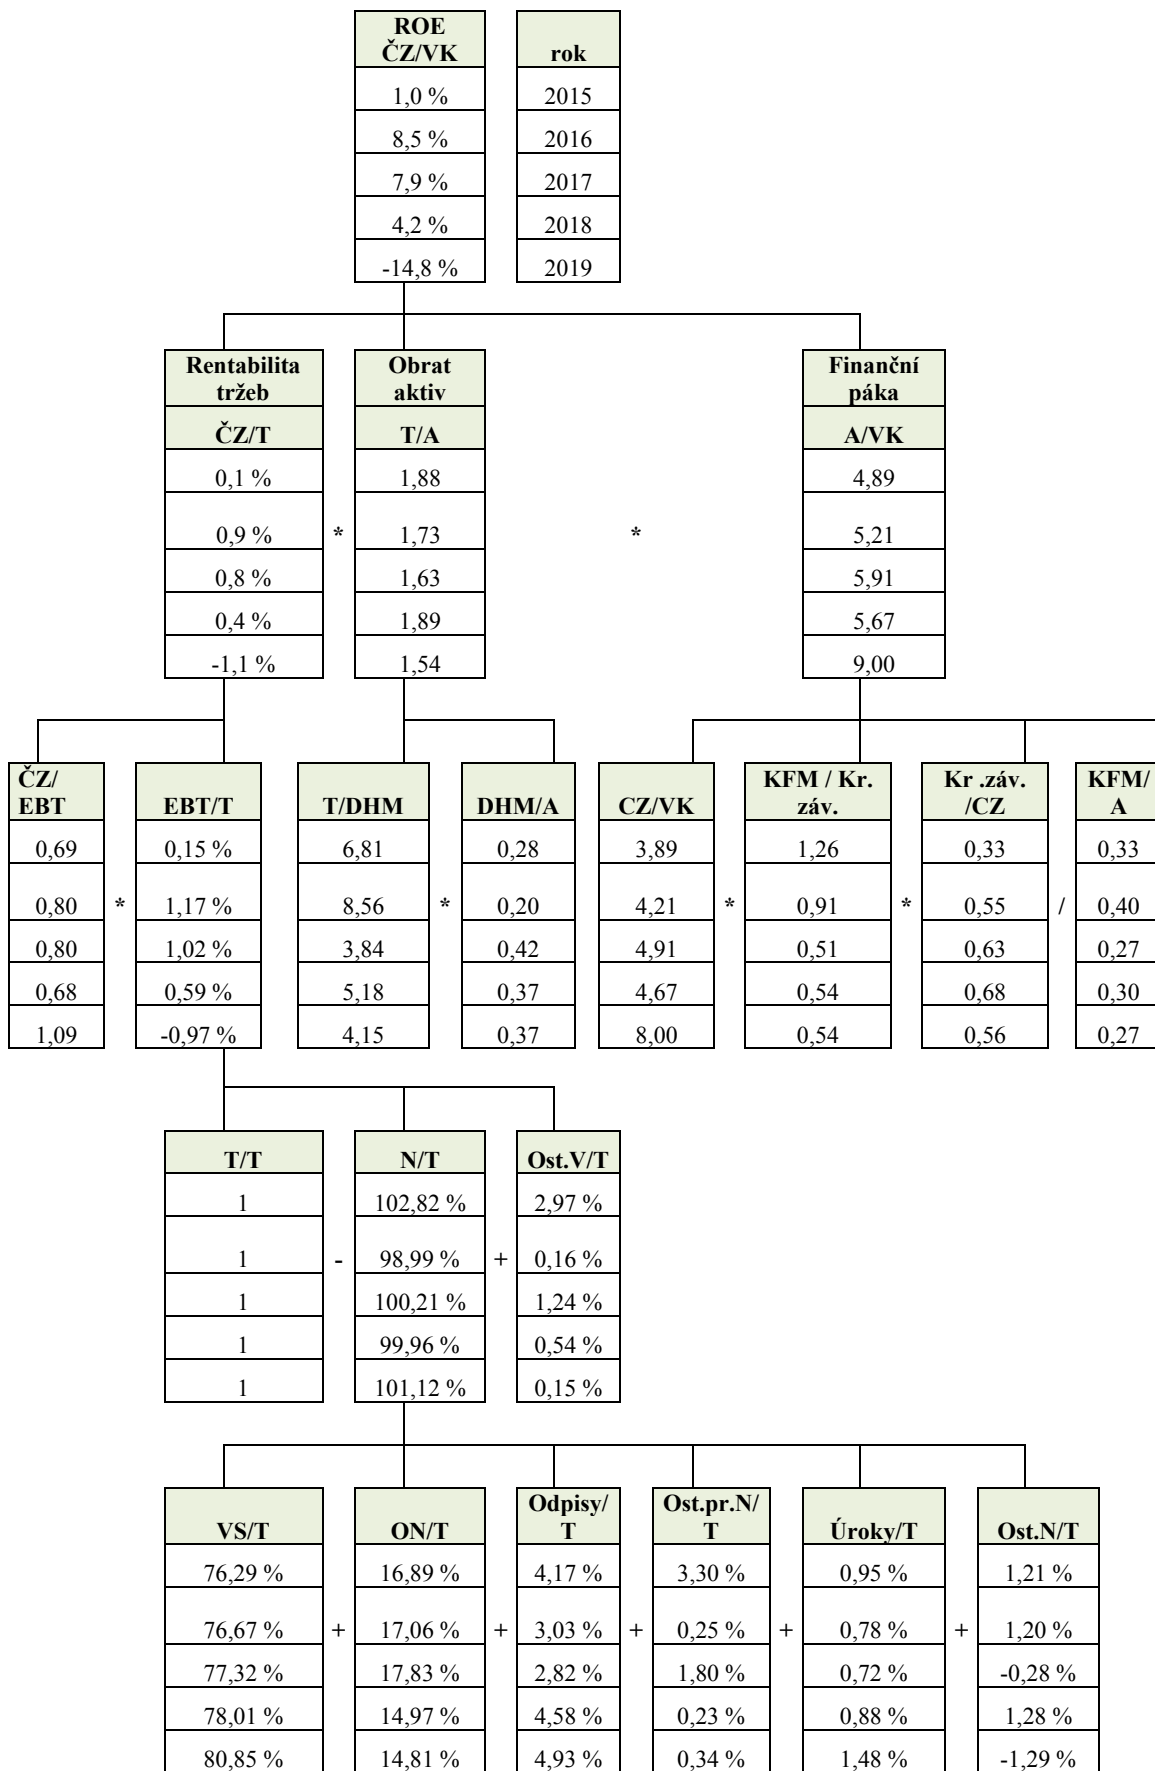 ROE
ČZ/VK rok
1,0 % 2015
8,5 % 2016
7,9 % 2017
4,2 % 2018
-14,8 % 2019
Rentabilita Obrat Finanční
tržeb aktiv páka
ČZ/T T/A A/VK
0,1 % 1,88 4,89
0,9 % * 1,73 * 5,21
0,8 % 1,63 5,91
0,4 % 1,89 5,67
-1,1 % 1,54 9,00
ČZ/ KFM / Kr. Kr .záv. KFM/
EBT EBT/T T/DHM DHM/A CZ/VK záv. /CZ A
0,69 0,15 % 6,81 0,28 3,89 1,26 0,33 0,33
0,80 * 1,17 % 8,56 * 0,20 4,21 * 0,91 * 0,55 / 0,40
0,80 1,02 % 3,84 0,42 4,91 0,51 0,63 0,27
0,68 0,59 % 5,18 0,37 4,67 0,54 0,68 0,30
1,09 -0,97 % 4,15 0,37 8,00 0,54 0,56 0,27
T/T N/T Ost.V/T
1 102,82 % 2,97 %
1 - 98,99 % + 0,16 %
1 100,21 % 1,24 %
1 99,96 % 0,54 %
1 101,12 % 0,15 %
Odpisy/ Ost.pr.N/
VS/T ON/T T T Úroky/T Ost.N/T
76,29 % 16,89 % 4,17 % 3,30 % 0,95 % 1,21 %
76,67 % + 17,06 % + 3,03 % + 0,25 % + 0,78 % + 1,20 %
77,32 % 17,83 % 2,82 % 1,80 % 0,72 % -0,28 %
78,01 % 14,97 % 4,58 % 0,23 % 0,88 % 1,28 %
80,85 % 14,81 % 4,93 % 0,34 % 1,48 % -1,29 %